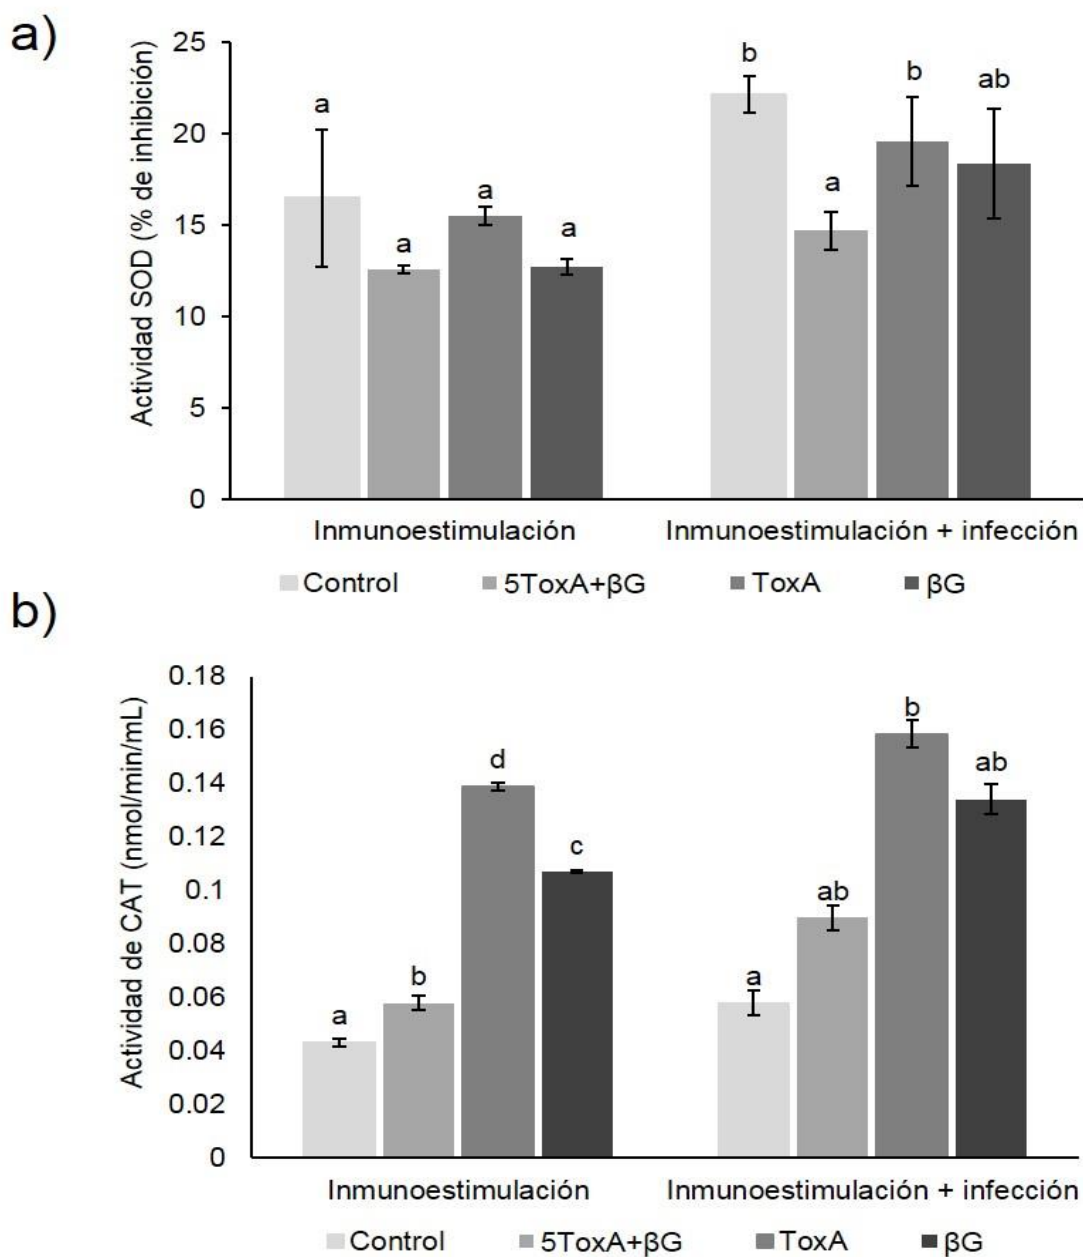 a)
Actividad SOD (% de inhibición)
25
20
15
10
5
0
a
a
a
a
b
a
b
ab
Inmunoestimulación
Inmunoestimulación + infección
Control
5ToxA+βG
ToxA
βG
b)
Actividad de CAT (nmol/min/mL)
0.18
0.16
0.14
0.12
0.1
0.08
0.06
0.04
0.02
0
a
b
d
c
a
ab
b
ab
Inmunoestimulación
Inmunoestimulación + infección
Control
5ToxA+βG
ToxA
βG